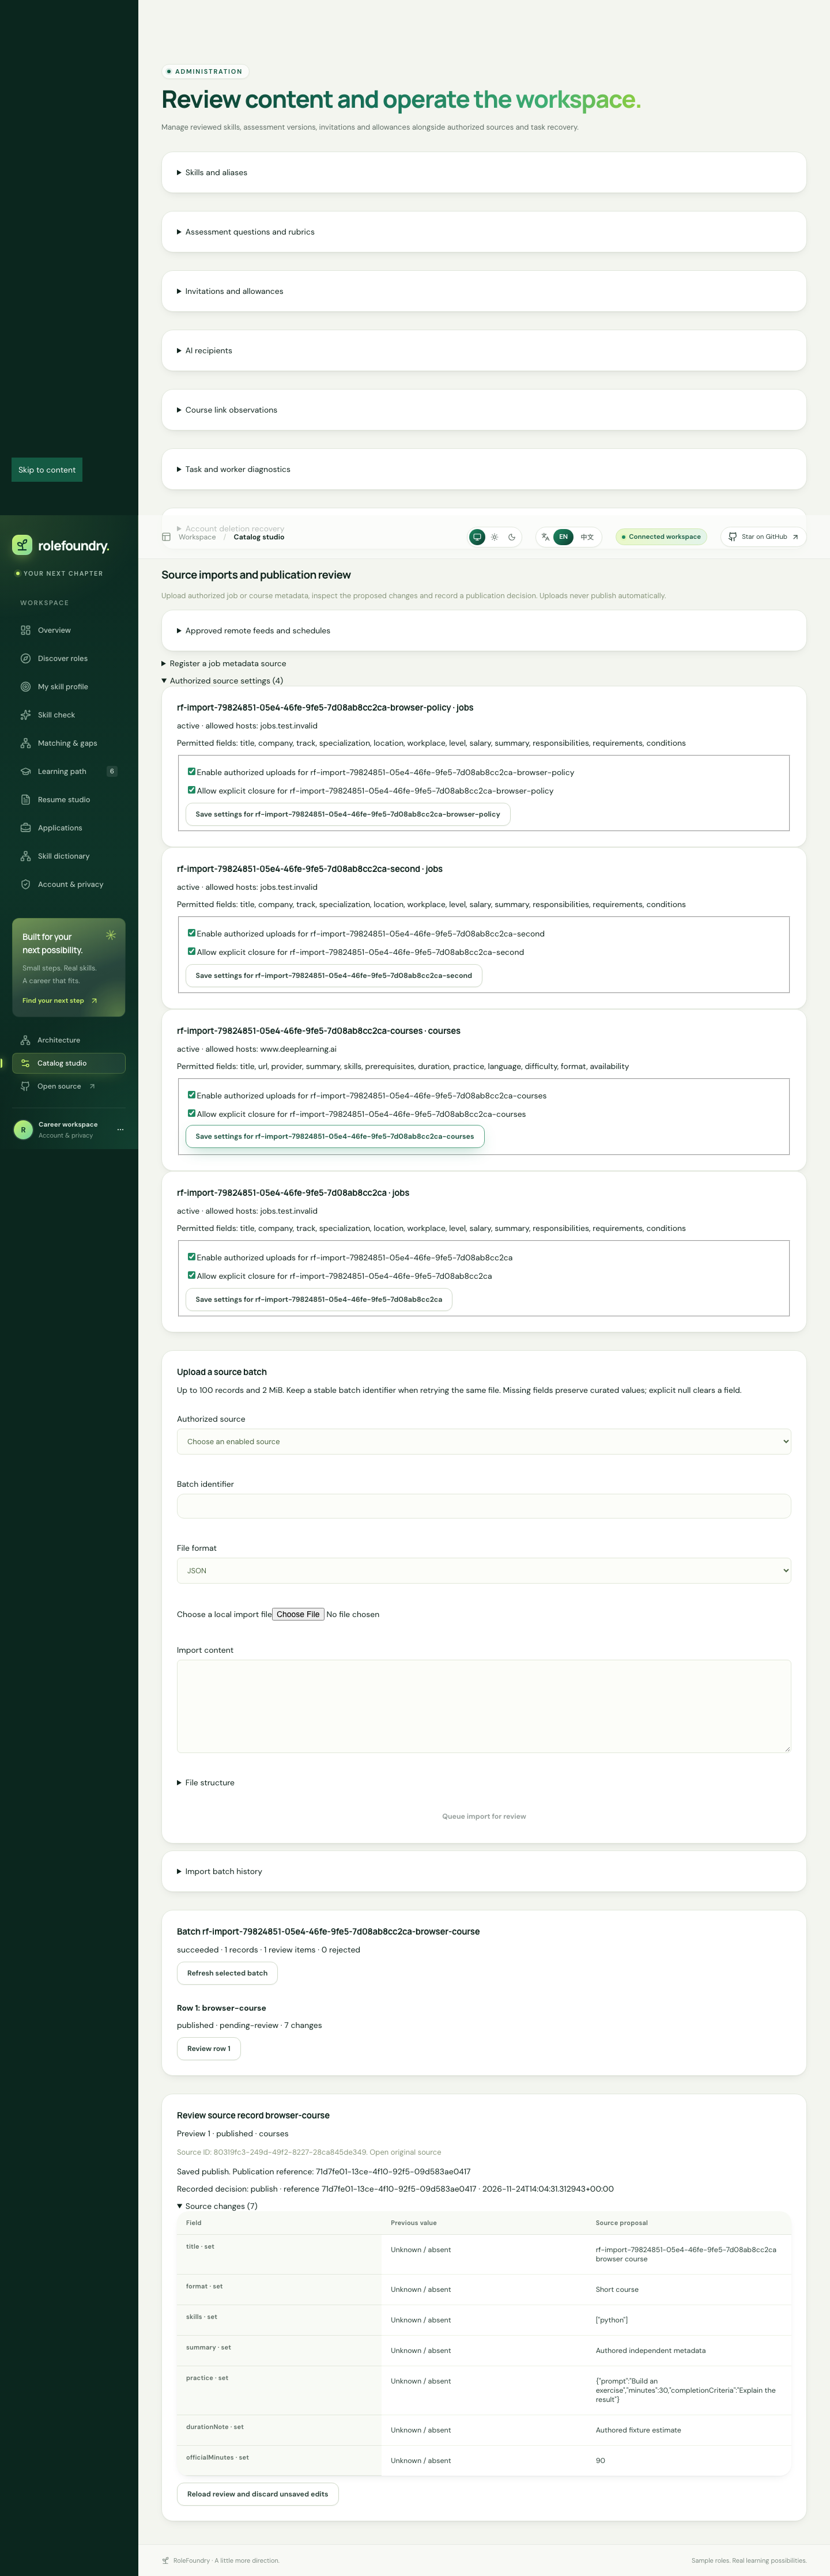 ADMINISTRATION
Review content and operate the workspace.
Manage reviewed skills, assessment versions, invitations and allowances alongside authorized sources and task recovery.
Skills and aliases
Assessment questions and rubrics
Invitations and allowances
AI recipients
Course link observations
Task and worker diagnostics
Skip to content
Account deletion recovery
Workspace / Catalog studio
EN
中文
Connected workspace
Star on GitHub
rolefoundry.
YOUR NEXT CHAPTER
WORKSPACE
Overview
Discover roles
My skill profile
Skill check
Matching & gaps
Learning path 6
Resume studio
Applications
Skill dictionary
Account & privacy
Built for your
next possibility.
Small steps. Real skills.
A career that fits.
Find your next step
Architecture
Catalog studio
Open source
R
Career workspace
Account & privacy
Source imports and publication review
Upload authorized job or course metadata, inspect the proposed changes and record a publication decision. Uploads never publish automatically.
Approved remote feeds and schedules
Register a job metadata source
Authorized source settings (4)
rf-import-79824851-05e4-46fe-9fe5-7d08ab8cc2ca-browser-policy · jobs
active · allowed hosts: jobs.test.invalid
Permitted fields: title, company, track, specialization, location, workplace, level, salary, summary, responsibilities, requirements, conditions
Enable authorized uploads for rf-import-79824851-05e4-46fe-9fe5-7d08ab8cc2ca-browser-policy
Allow explicit closure for rf-import-79824851-05e4-46fe-9fe5-7d08ab8cc2ca-browser-policy
Save settings for rf-import-79824851-05e4-46fe-9fe5-7d08ab8cc2ca-browser-policy
rf-import-79824851-05e4-46fe-9fe5-7d08ab8cc2ca-second · jobs
active · allowed hosts: jobs.test.invalid
Permitted fields: title, company, track, specialization, location, workplace, level, salary, summary, responsibilities, requirements, conditions
Enable authorized uploads for rf-import-79824851-05e4-46fe-9fe5-7d08ab8cc2ca-second
Allow explicit closure for rf-import-79824851-05e4-46fe-9fe5-7d08ab8cc2ca-second
Save settings for rf-import-79824851-05e4-46fe-9fe5-7d08ab8cc2ca-second
rf-import-79824851-05e4-46fe-9fe5-7d08ab8cc2ca-courses · courses
active · allowed hosts: www.deeplearning.ai
Permitted fields: title, url, provider, summary, skills, prerequisites, duration, practice, language, difficulty, format, availability
Enable authorized uploads for rf-import-79824851-05e4-46fe-9fe5-7d08ab8cc2ca-courses
Allow explicit closure for rf-import-79824851-05e4-46fe-9fe5-7d08ab8cc2ca-courses
Save settings for rf-import-79824851-05e4-46fe-9fe5-7d08ab8cc2ca-courses
rf-import-79824851-05e4-46fe-9fe5-7d08ab8cc2ca · jobs
active · allowed hosts: jobs.test.invalid
Permitted fields: title, company, track, specialization, location, workplace, level, salary, summary, responsibilities, requirements, conditions
Enable authorized uploads for rf-import-79824851-05e4-46fe-9fe5-7d08ab8cc2ca
Allow explicit closure for rf-import-79824851-05e4-46fe-9fe5-7d08ab8cc2ca
Save settings for rf-import-79824851-05e4-46fe-9fe5-7d08ab8cc2ca
Upload a source batch
Up to 100 records and 2 MiB. Keep a stable batch identifier when retrying the same file. Missing fields preserve curated values; explicit null clears a field.
Authorized source
Choose an enabled source
Batch identifier
File format
JSON
Choose a local import file Choose File No file chosen
Import content
File structure
Queue import for review
Import batch history
Batch rf-import-79824851-05e4-46fe-9fe5-7d08ab8cc2ca-browser-course
succeeded · 1 records · 1 review items · 0 rejected
Refresh selected batch
Row 1: browser-course
published · pending-review · 7 changes
Review row 1
Review source record browser-course
Preview 1 · published · courses
Source ID: 80319fc3-249d-49f2-8227-28ca845de349. Open original source
Saved publish. Publication reference: 71d7fe01-13ce-4f10-92f5-09d583ae0417
Recorded decision: publish · reference 71d7fe01-13ce-4f10-92f5-09d583ae0417 · 2026-11-24T14:04:31.312943+00:00
Source changes (7)
Field Previous value Source proposal
title · set Unknown / absent rf-import-79824851-05e4-46fe-9fe5-7d08ab8cc2ca
browser course
format · set Unknown / absent Short course
skills · set Unknown / absent ["python"]
summary · set Unknown / absent Authored independent metadata
practice · set Unknown / absent {"prompt":"Build an
exercise","minutes":30,"completionCriteria":"Explain the
result"}
durationNote · set Unknown / absent Authored fixture estimate
officialMinutes · set Unknown / absent 90
Reload review and discard unsaved edits
RoleFoundry · A little more direction.
Sample roles. Real learning possibilities.